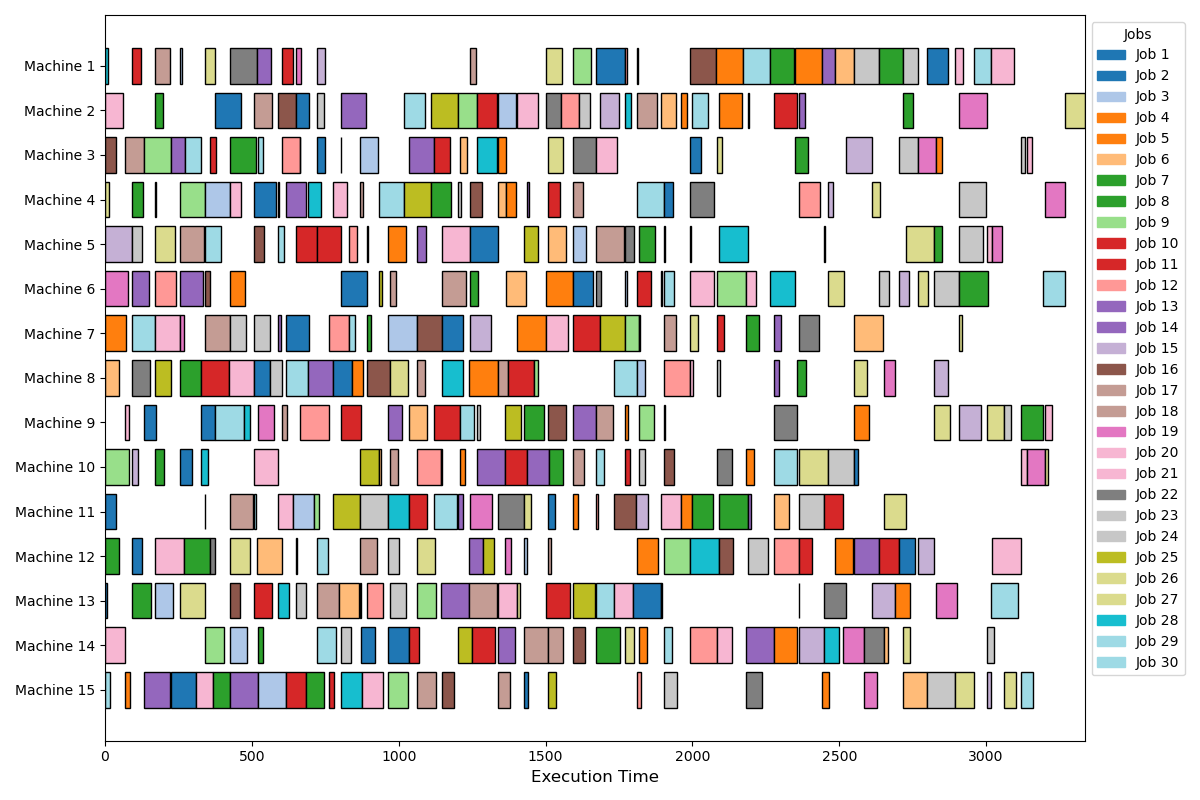 Machine 1
Machine 2
Machine 3
Machine 4
Machine 5
Machine 6
Machine 7
Machine 8
Machine 9
Machine 10
Machine 11
Machine 12
Machine 13
Machine 14
Machine 15
0 500 1000 1500 2000 2500 3000
Execution Time
Jobs
Job 1
Job 2
Job 3
Job 4
Job 5
Job 6
Job 7
Job 8
Job 9
Job 10
Job 11
Job 12
Job 13
Job 14
Job 15
Job 16
Job 17
Job 18
Job 19
Job 20
Job 21
Job 22
Job 23
Job 24
Job 25
Job 26
Job 27
Job 28
Job 29
Job 30